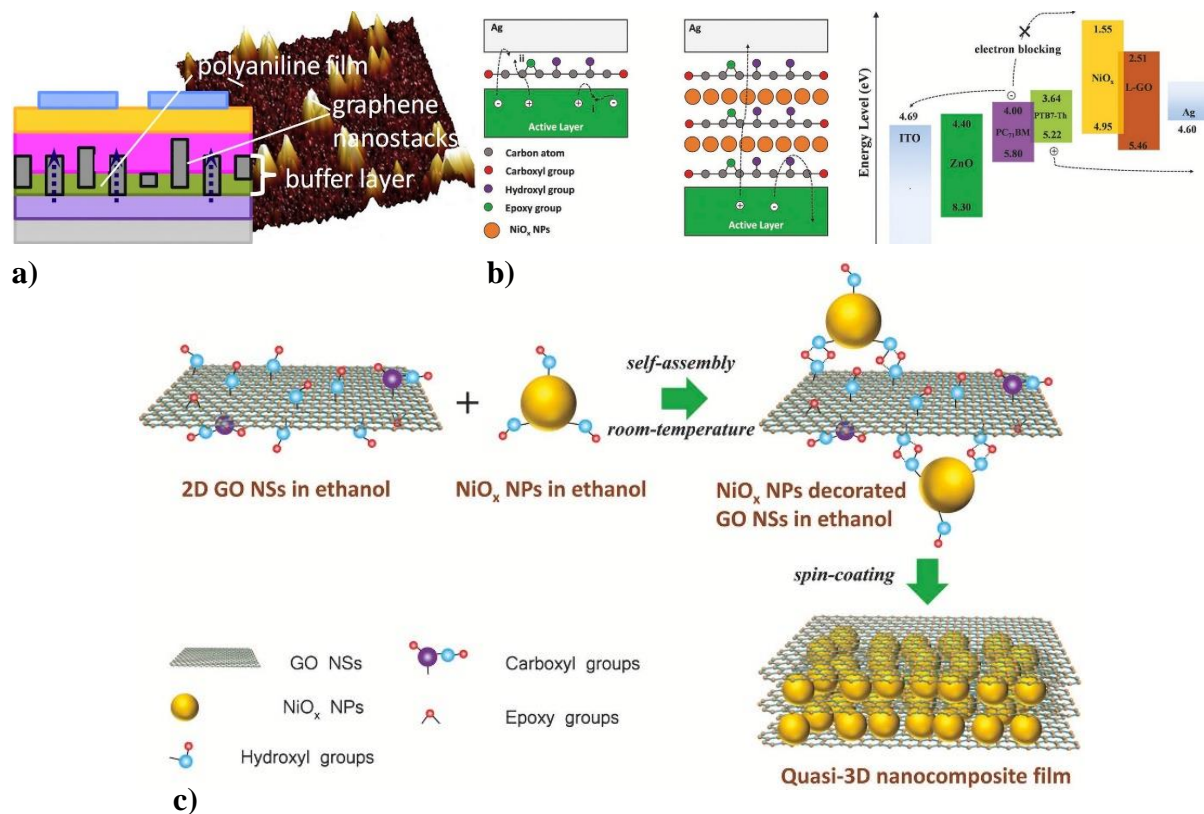 polyaniline film
graphene
nanostacks
buffer layer
a)
Ag
ii
i
Active Layer
Carbon atom
Carboxyl group
Hydroxyl group
Epoxy group
NiOx NPs
Ag
Active Layer
b)
Energy Level (eV)
electron blocking
4.69
ITO
4.40
ZnO
8.30
4.00
PC71BM
5.80
3.64
PTB7-Th
5.22
1.55
NiOx
4.95
2.51
L-GO
5.46
Ag
4.60
2D GO NSs in ethanol
+
NiOx NPs in ethanol
self-assembly
room-temperature
NiOx NPs decorated
GO NSs in ethanol
spin-coating
Quasi-3D nanocomposite film
GO NSs
NiOx NPs
Hydroxyl groups
Carboxyl groups
Epoxy groups
c)